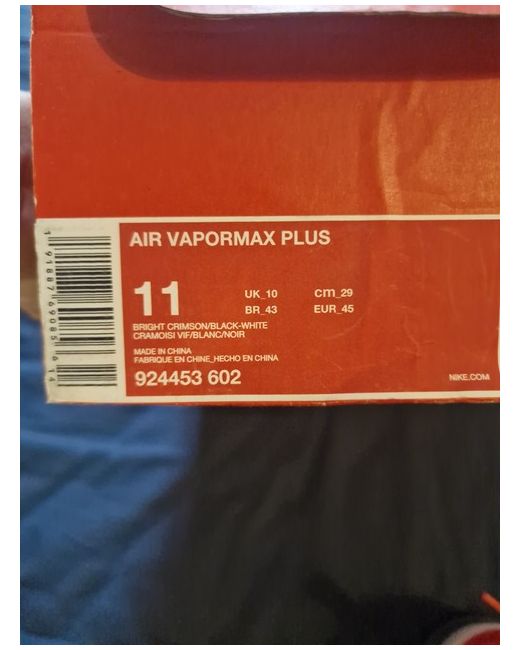 AIR VAPORMAX PLUS
11
UK_10 cm_29
BR_43 EUR_45
BRIGHT CRIMSON/BLACK-WHITE
CRAMOISI VIF/BLANC/NOIR
MADE IN CHINA
FABRIQUE EN CHINE_HECHO EN CHINA
924453 602
NIKE.COM